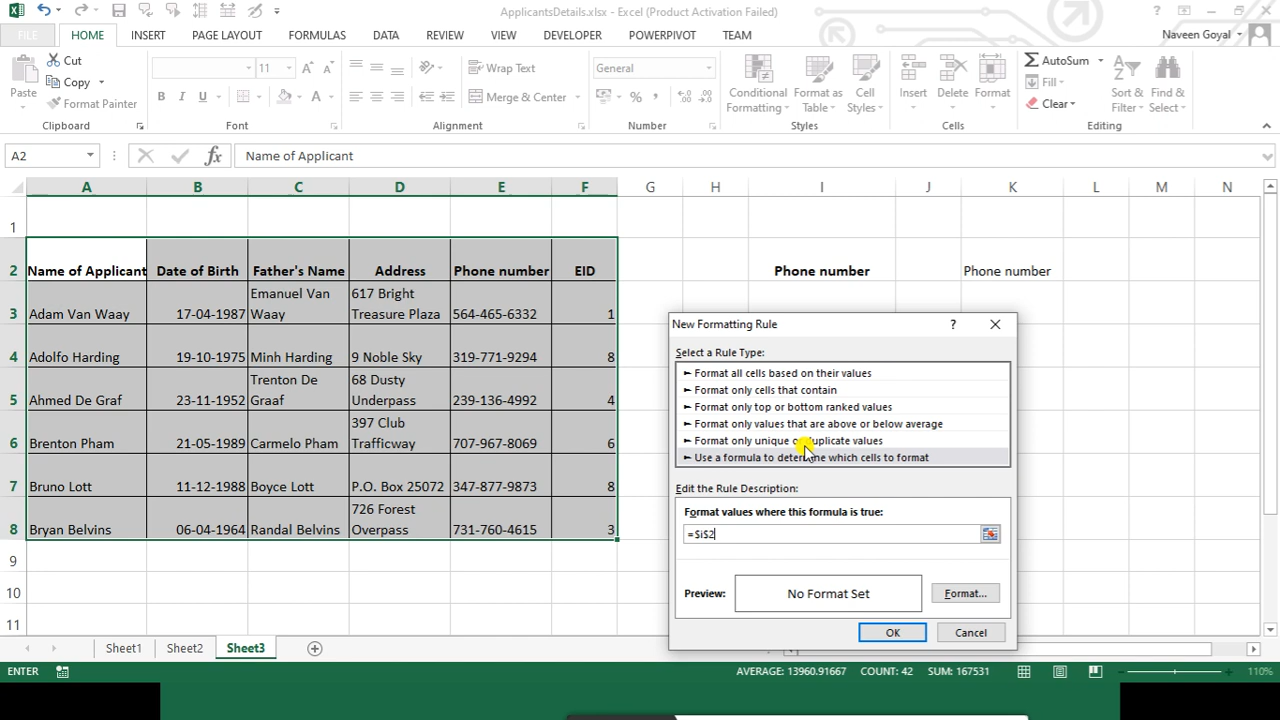 ApplicantsDetails.xlsx - Excel (Product Activation Failed)
FILE HOME INSERT PAGE LAYOUT FORMULAS DATA REVIEW VIEW DEVELOPER POWERPIVOT TEAM Naveen Goyal
Paste
Cut
Copy
Format Painter
Clipboard
11
B I U
Font
Wrap Text
Merge & Center
Alignment
General
%
Number
Conditional Formatting
Format as Table
Cell Styles
Styles
Insert
Delete
Format
Cells
AutoSum
Fill
Clear
Sort & Filter
Find & Select
Editing
A2 fx Name of Applicant
A B C D E F G H I J K L M N
1
2 Name of Applicant Date of Birth Father's Name Address Phone number EID Phone number Phone number
3 Adam Van Waay 17-04-1987 Emanuel Van Waay 617 Bright Treasure Plaza 564-465-6332 1
4 Adolfo Harding 19-10-1975 Minh Harding 9 Noble Sky 319-771-9294 8
5 Ahmed De Graf 23-11-1952 Trenton De Graaf 68 Dusty Underpass 239-136-4992 4
6 Brenton Pham 21-05-1989 Carmelo Pham 397 Club Trafficway 707-967-8069 6
7 Bruno Lott 11-12-1988 Boyce Lott P.O. Box 25072 347-877-9873 8
8 Bryan Belvins 06-04-1964 Randal Belvins 726 Forest Overpass 731-760-4615 3
9
10
11
New Formatting Rule ?
Select a Rule Type:
► Format all cells based on their values
► Format only cells that contain
► Format only top or bottom ranked values
► Format only values that are above or below average
► Format only unique or duplicate values
► Use a formula to determine which cells to format
Edit the Rule Description:
Format values where this formula is true:
=$i$2
Preview: No Format Set Format...
OK Cancel
Sheet1 Sheet2 Sheet3
ENTER AVERAGE: 13960.91667 COUNT: 42 SUM: 167531 110%